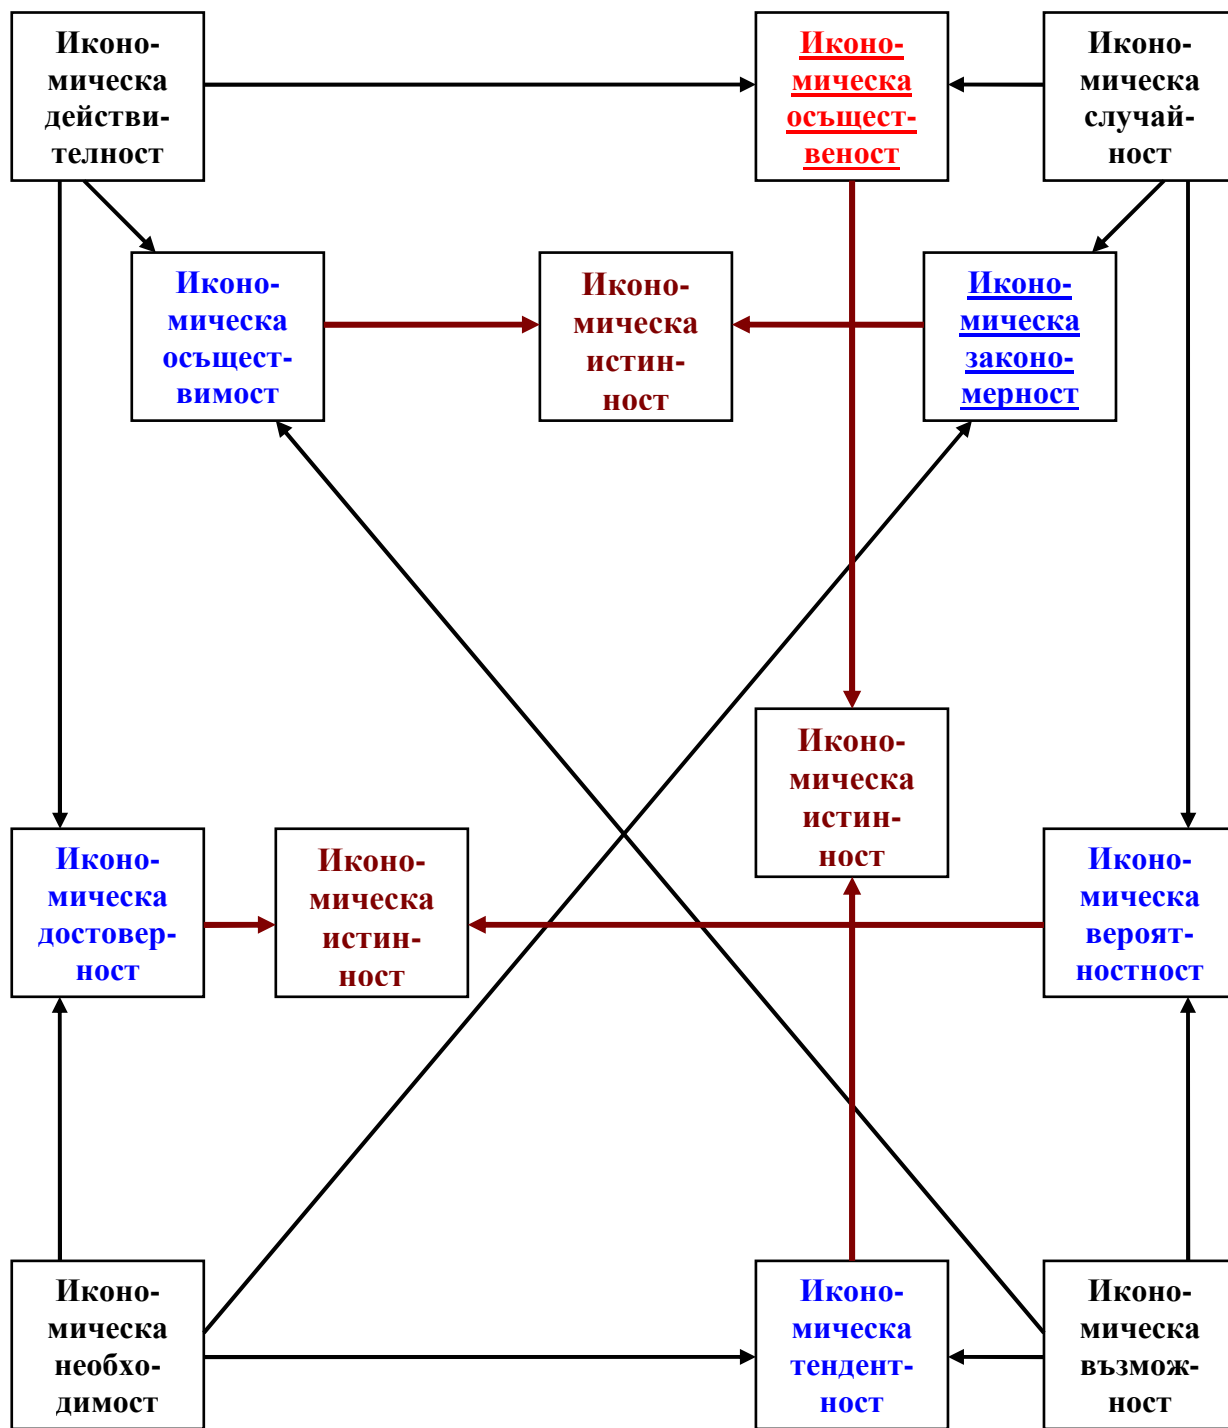 Иконо-
мическа
действи-
телност
Иконо-
мическа
осъщест-
веност
Иконо-
мическа
случай-
ност
Иконо-
мическа
осъщест-
вимост
Иконо-
мическа
истин-
ност
Иконо-
мическа
законо-
мерност
Иконо-
мическа
истин-
ност
Иконо-
мическа
достовер-
ност
Иконо-
мическа
истин-
ност
Иконо-
мическа
вероят-
ностност
Иконо-
мическа
необхо-
димост
Иконо-
мическа
тендент-
ност
Иконо-
мическа
възмож-
ност